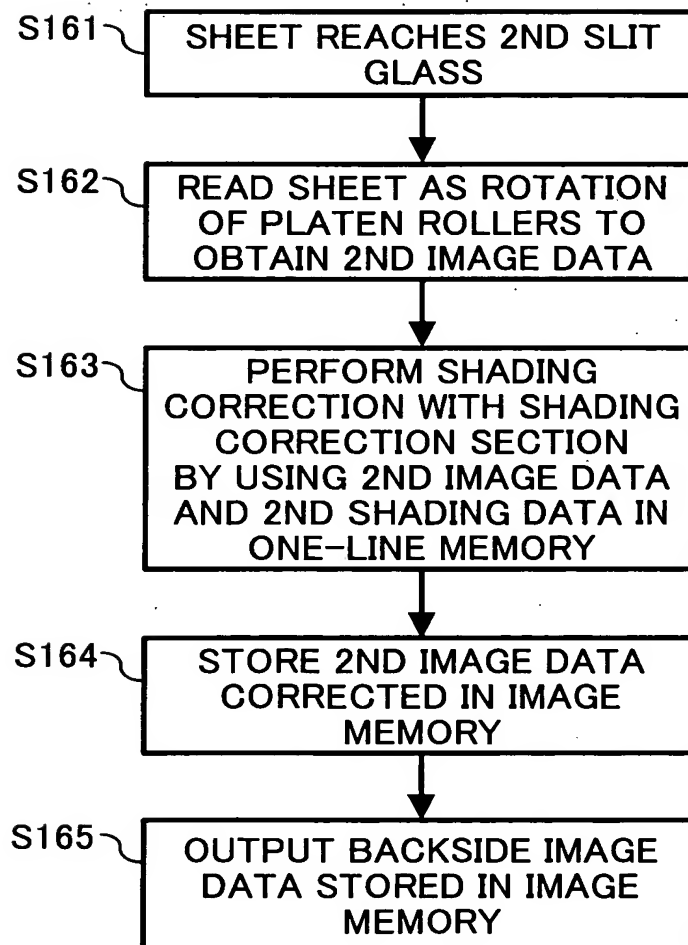 S161
SHEET REACHES 2ND SLIT
GLASS
S162
READ SHEET AS ROTATION
OF PLATEN ROLLERS TO
OBTAIN 2ND IMAGE DATA
S163
PERFORM SHADING
CORRECTION WITH SHADING
CORRECTION SECTION
BY USING 2ND IMAGE DATA
AND 2ND SHADING DATA IN
ONE-LINE MEMORY
S164
STORE 2ND IMAGE DATA
CORRECTED IN IMAGE
MEMORY
S165
OUTPUT BACKSIDE IMAGE
DATA STORED IN IMAGE
MEMORY